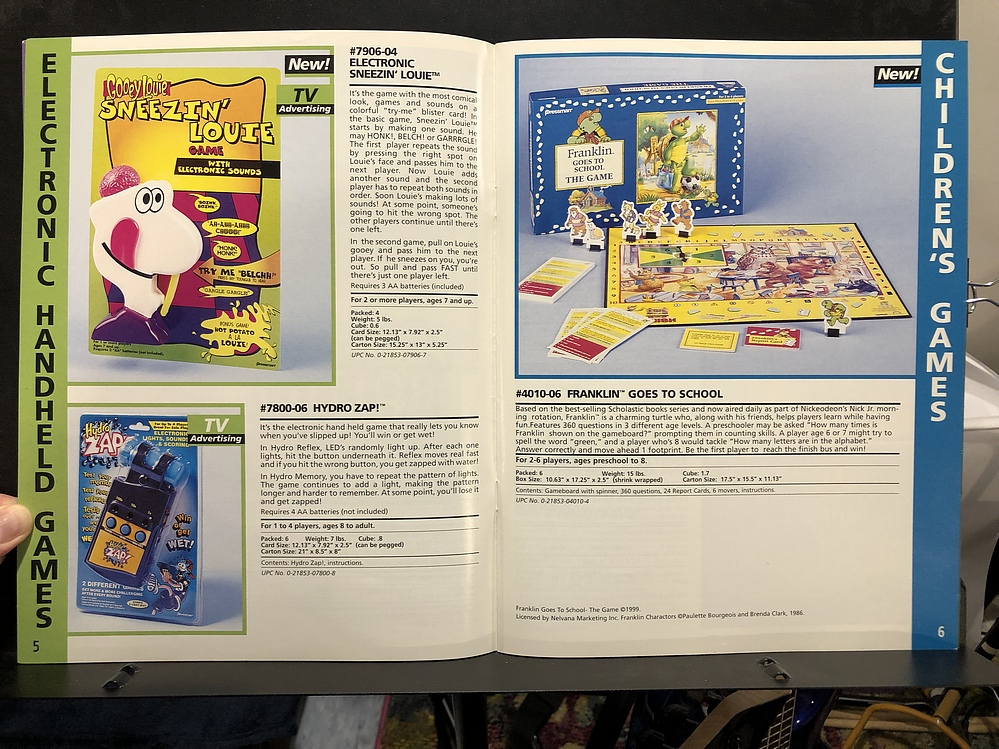 ELECTRONIC HANDHELD GAMES
New!
TV
Advertising
Gooey Louie
SNEEZIN'
LOUIE
GAME
WITH
ELECTRONIC SOUNDS
"HONK
HONK!"
TRY ME "BELCHH"
GARGLE GARGLE
BONUS GAME!
HOT POTATO
À LA
LOUIE!
#7906-04
ELECTRONIC
SNEEZIN' LOUIE™
It's the game with the most comical
look, games and sounds on a
colorful "try-me" blister card! In
the basic game, Sneezin' Louie™
starts by making one sound. He
may HONK!, BELCH! or GARRRGLE!
The first player repeats the sound
by pressing the right spot on
Louie's face and passes him to the
next player. Now Louie adds
another sound and the second
player has to repeat both sounds in
order. Soon Louie's making lots of
sounds! At some point, someone's
going to hit the wrong spot. The
other players continue until there's
one left.
In the second game, pull on Louie's
gooey and pass him to the next
player. If he sneezes on you, you're
out. So pull and pass FAST until
there's just one player left.
Requires 3 AA batteries (included)
For 2 or more players, ages 7 and up.
Packed: 4
Weight: 5 lbs.
Cube: 0.6
Card Size: 12.13" x 7.92" x 2.5"
(can be pegged)
Carton Size: 15.25" x 13" x 5.25"
UPC No. 0-21853-07906-7
TV
Advertising
Hydro
ZAP!
WIN
or get
WET!
ZAP!
2 DIFFERENT GAMES
#7800-06 HYDRO ZAP!™
It's the electronic hand held game that really lets you know
when you've slipped up! You'll win or get wet!
In Hydro Reflex, LED's randomly light up. After each one
lights, hit the button underneath it. Reflex moves real fast
and if you hit the wrong button, you get zapped with water!
In Hydro Memory, you have to repeat the pattern of lights.
The game continues to add a light, making the pattern
longer and harder to remember. At some point, you'll lose it
and get zapped!
Requires 4 AA batteries (not included)
For 1 to 4 players, ages 8 to adult.
Packed: 6 Weight: 7 lbs. Cube: .8
Card Size: 12.13" x 7.92" x 2.5" (can be pegged)
Carton Size: 21" x 8.5" x 8"
Contents: Hydro Zap!, instructions.
UPC No. 0-21853-07800-8
5
CHILDREN'S GAMES
New!
Pressman
Franklin
GOES TO
SCHOOL
THE GAME
#4010-06 FRANKLIN™ GOES TO SCHOOL
Based on the best-selling Scholastic books series and now aired daily as part of Nickeodeon's Nick Jr. morn-
ing rotation, Franklin™ is a charming turtle who, along with his friends, helps players learn while having
fun.Features 360 questions in 3 different age levels. A preschooler may be asked "How many times is
Franklin shown on the gameboard?" prompting them in counting skills. A player age 6 or 7 might try to
spell the word "green," and a player who's 8 would tackle "How many letters are in the alphabet."
Answer correctly and move ahead 1 footprint. Be the first player to reach the finish bus and win!
For 2-6 players, ages preschool to 8.
Packed: 6 Weight: 15 lbs. Cube: 1.7
Box Size: 10.63" x 17.25" x 2.5" (shrink wrapped) Carton Size: 17.5" x 15.5" x 11.13"
Contents: Gameboard with spinner, 360 questions, 24 Report Cards, 6 movers, instructions.
UPC No. 0-21853-04010-4
Franklin Goes To School- The Game ©1999.
Licensed by Nelvana Marketing Inc. Franklin Charactors ©Paulette Bourgeois and Brenda Clark, 1986.
6